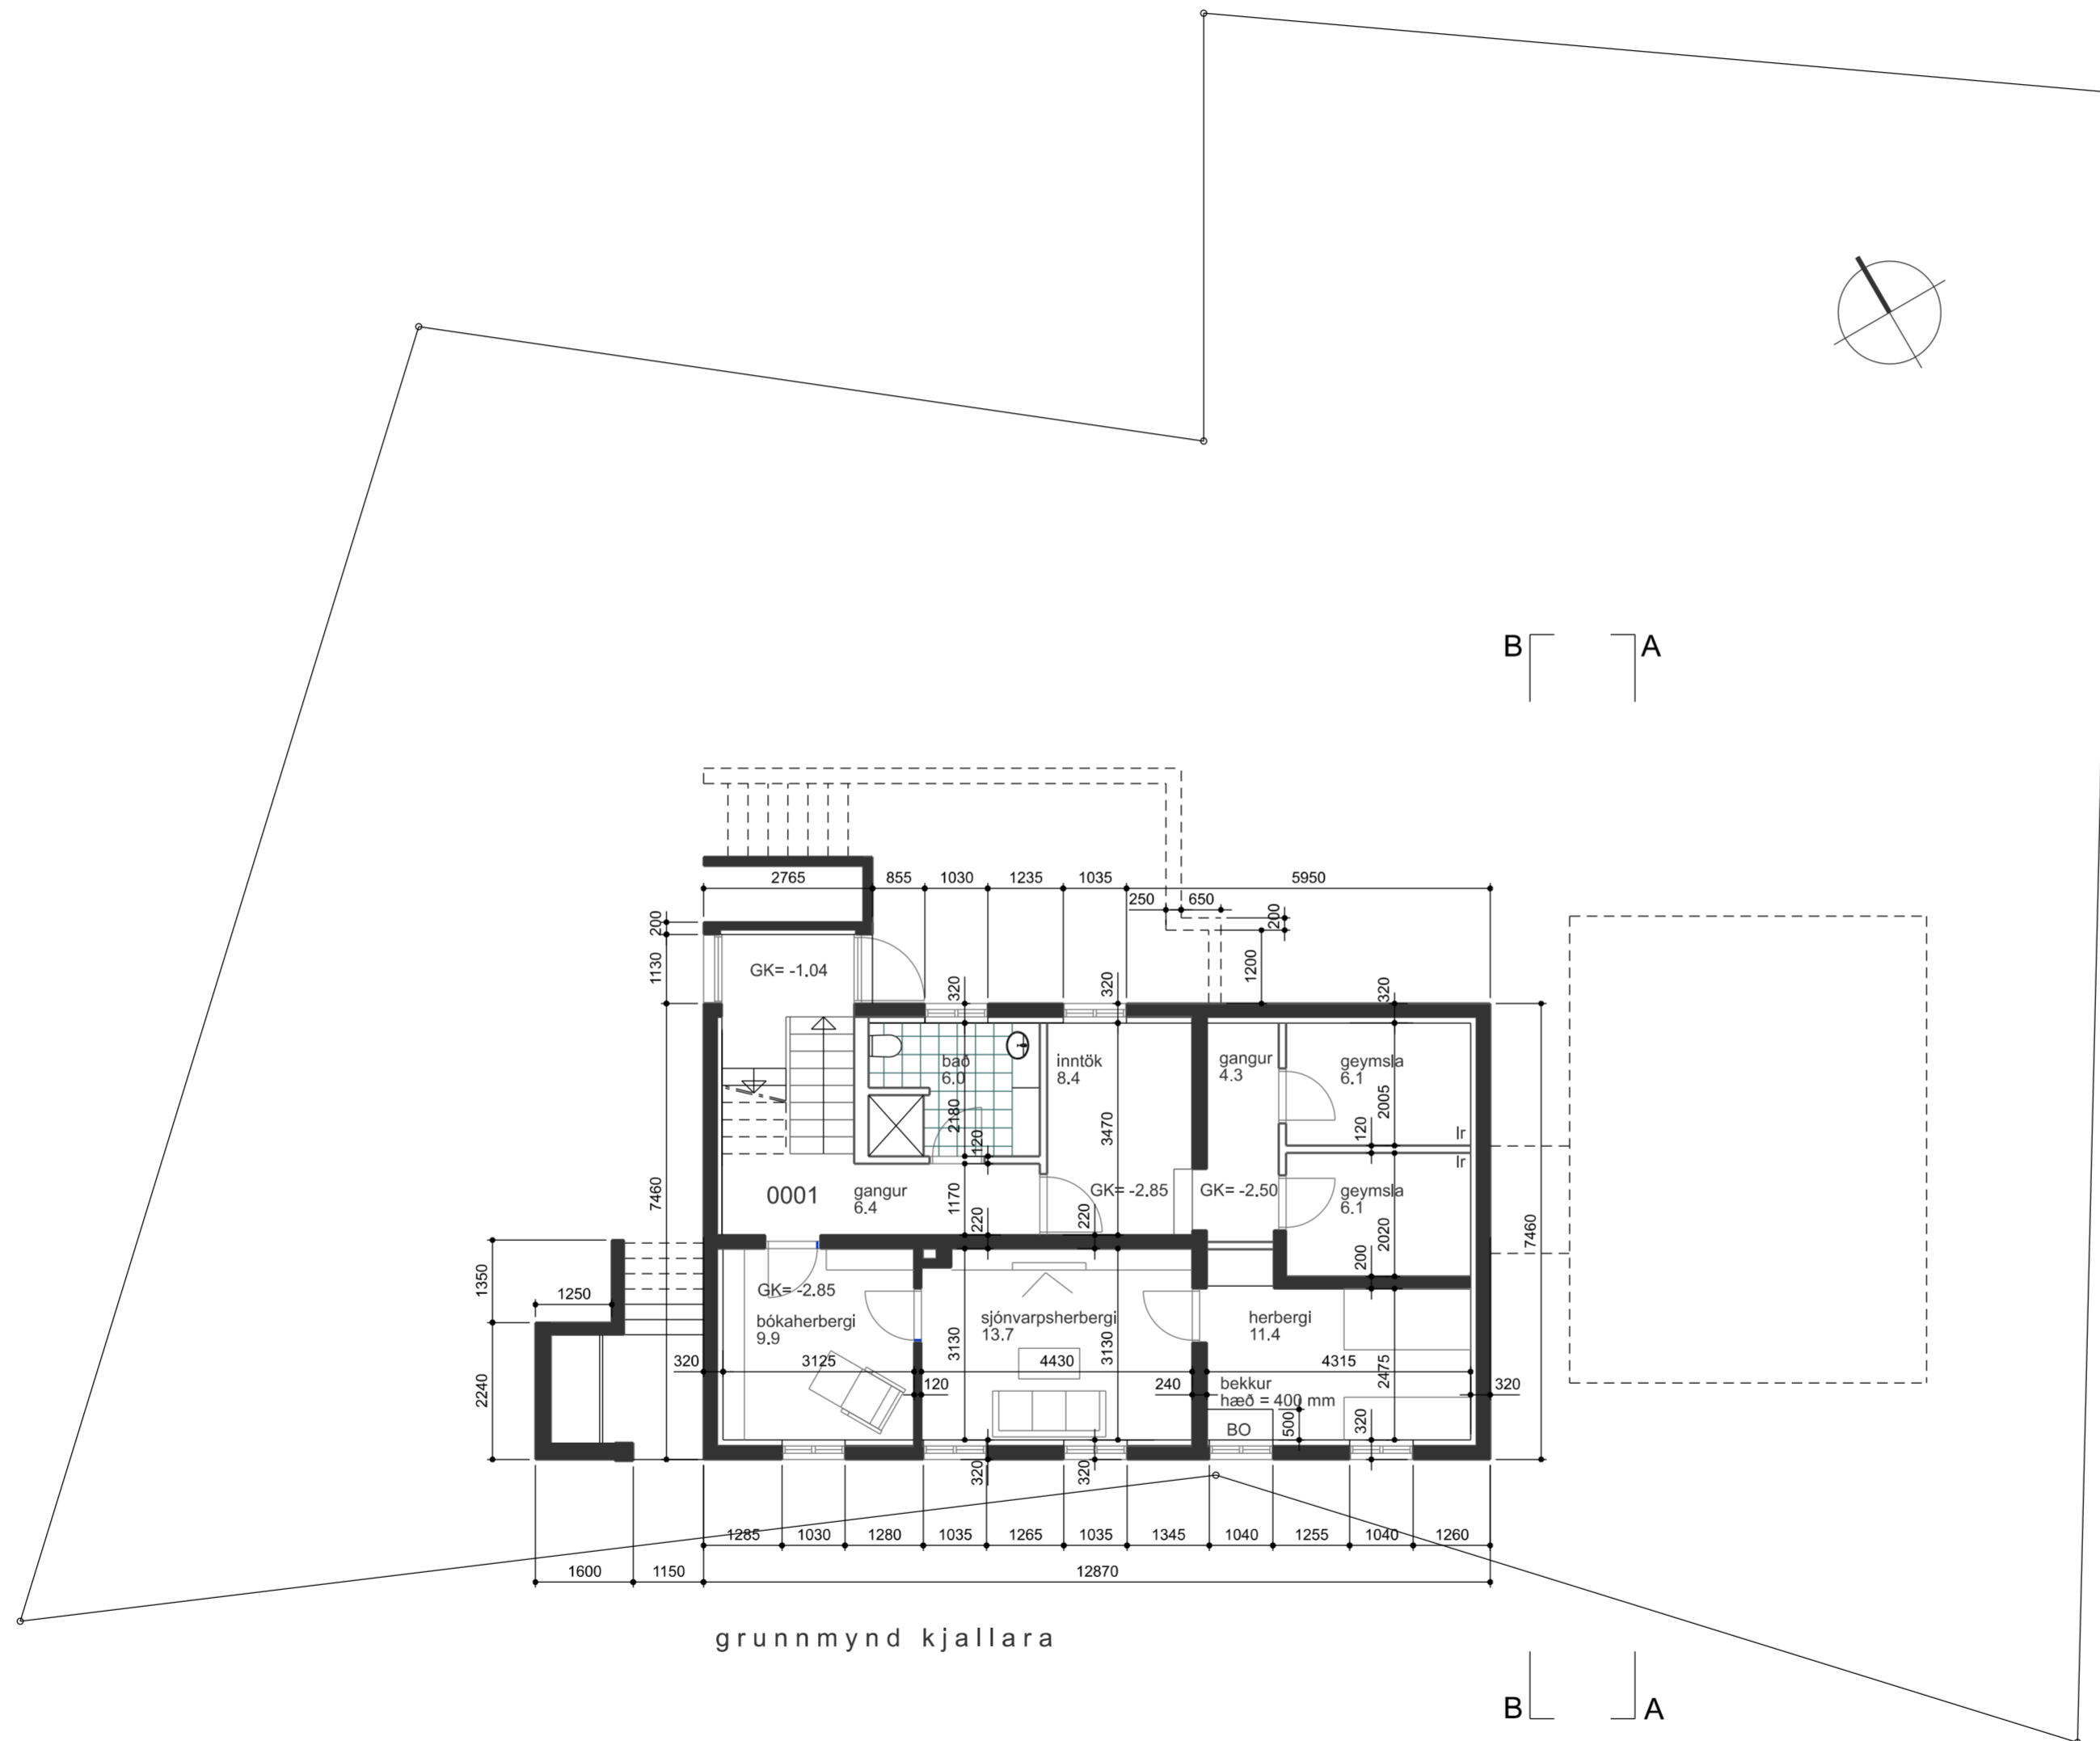 B A
2765 855 1030 1235 1035 5950
250 650
200
200
1130
1200
GK= -1.04
320
320
320
bað
6.0
inntök
8.4
gangur
4.3
geymsla
6.1
2005
2180
120
3470
120
lr
lr
7460
0001
gangur
6.4
1170
220
220
GK= -2.85
GK= -2.50
geymsla
6.1
2020
200
7460
1350
1250
2240
GK= -2.85
bókaherbergi
9.9
sjónvarpsherbergi
13.7
herbergi
11.4
3130
3130
2475
320 3125 4430 4315
120 240 320
bekkur
hæð = 400 mm
BO
500
320
320
320
1285 1030 1280 1035 1265 1035 1345 1040 1255 1040 1260
1600 1150 12870
grunnmynd kjallara
B A